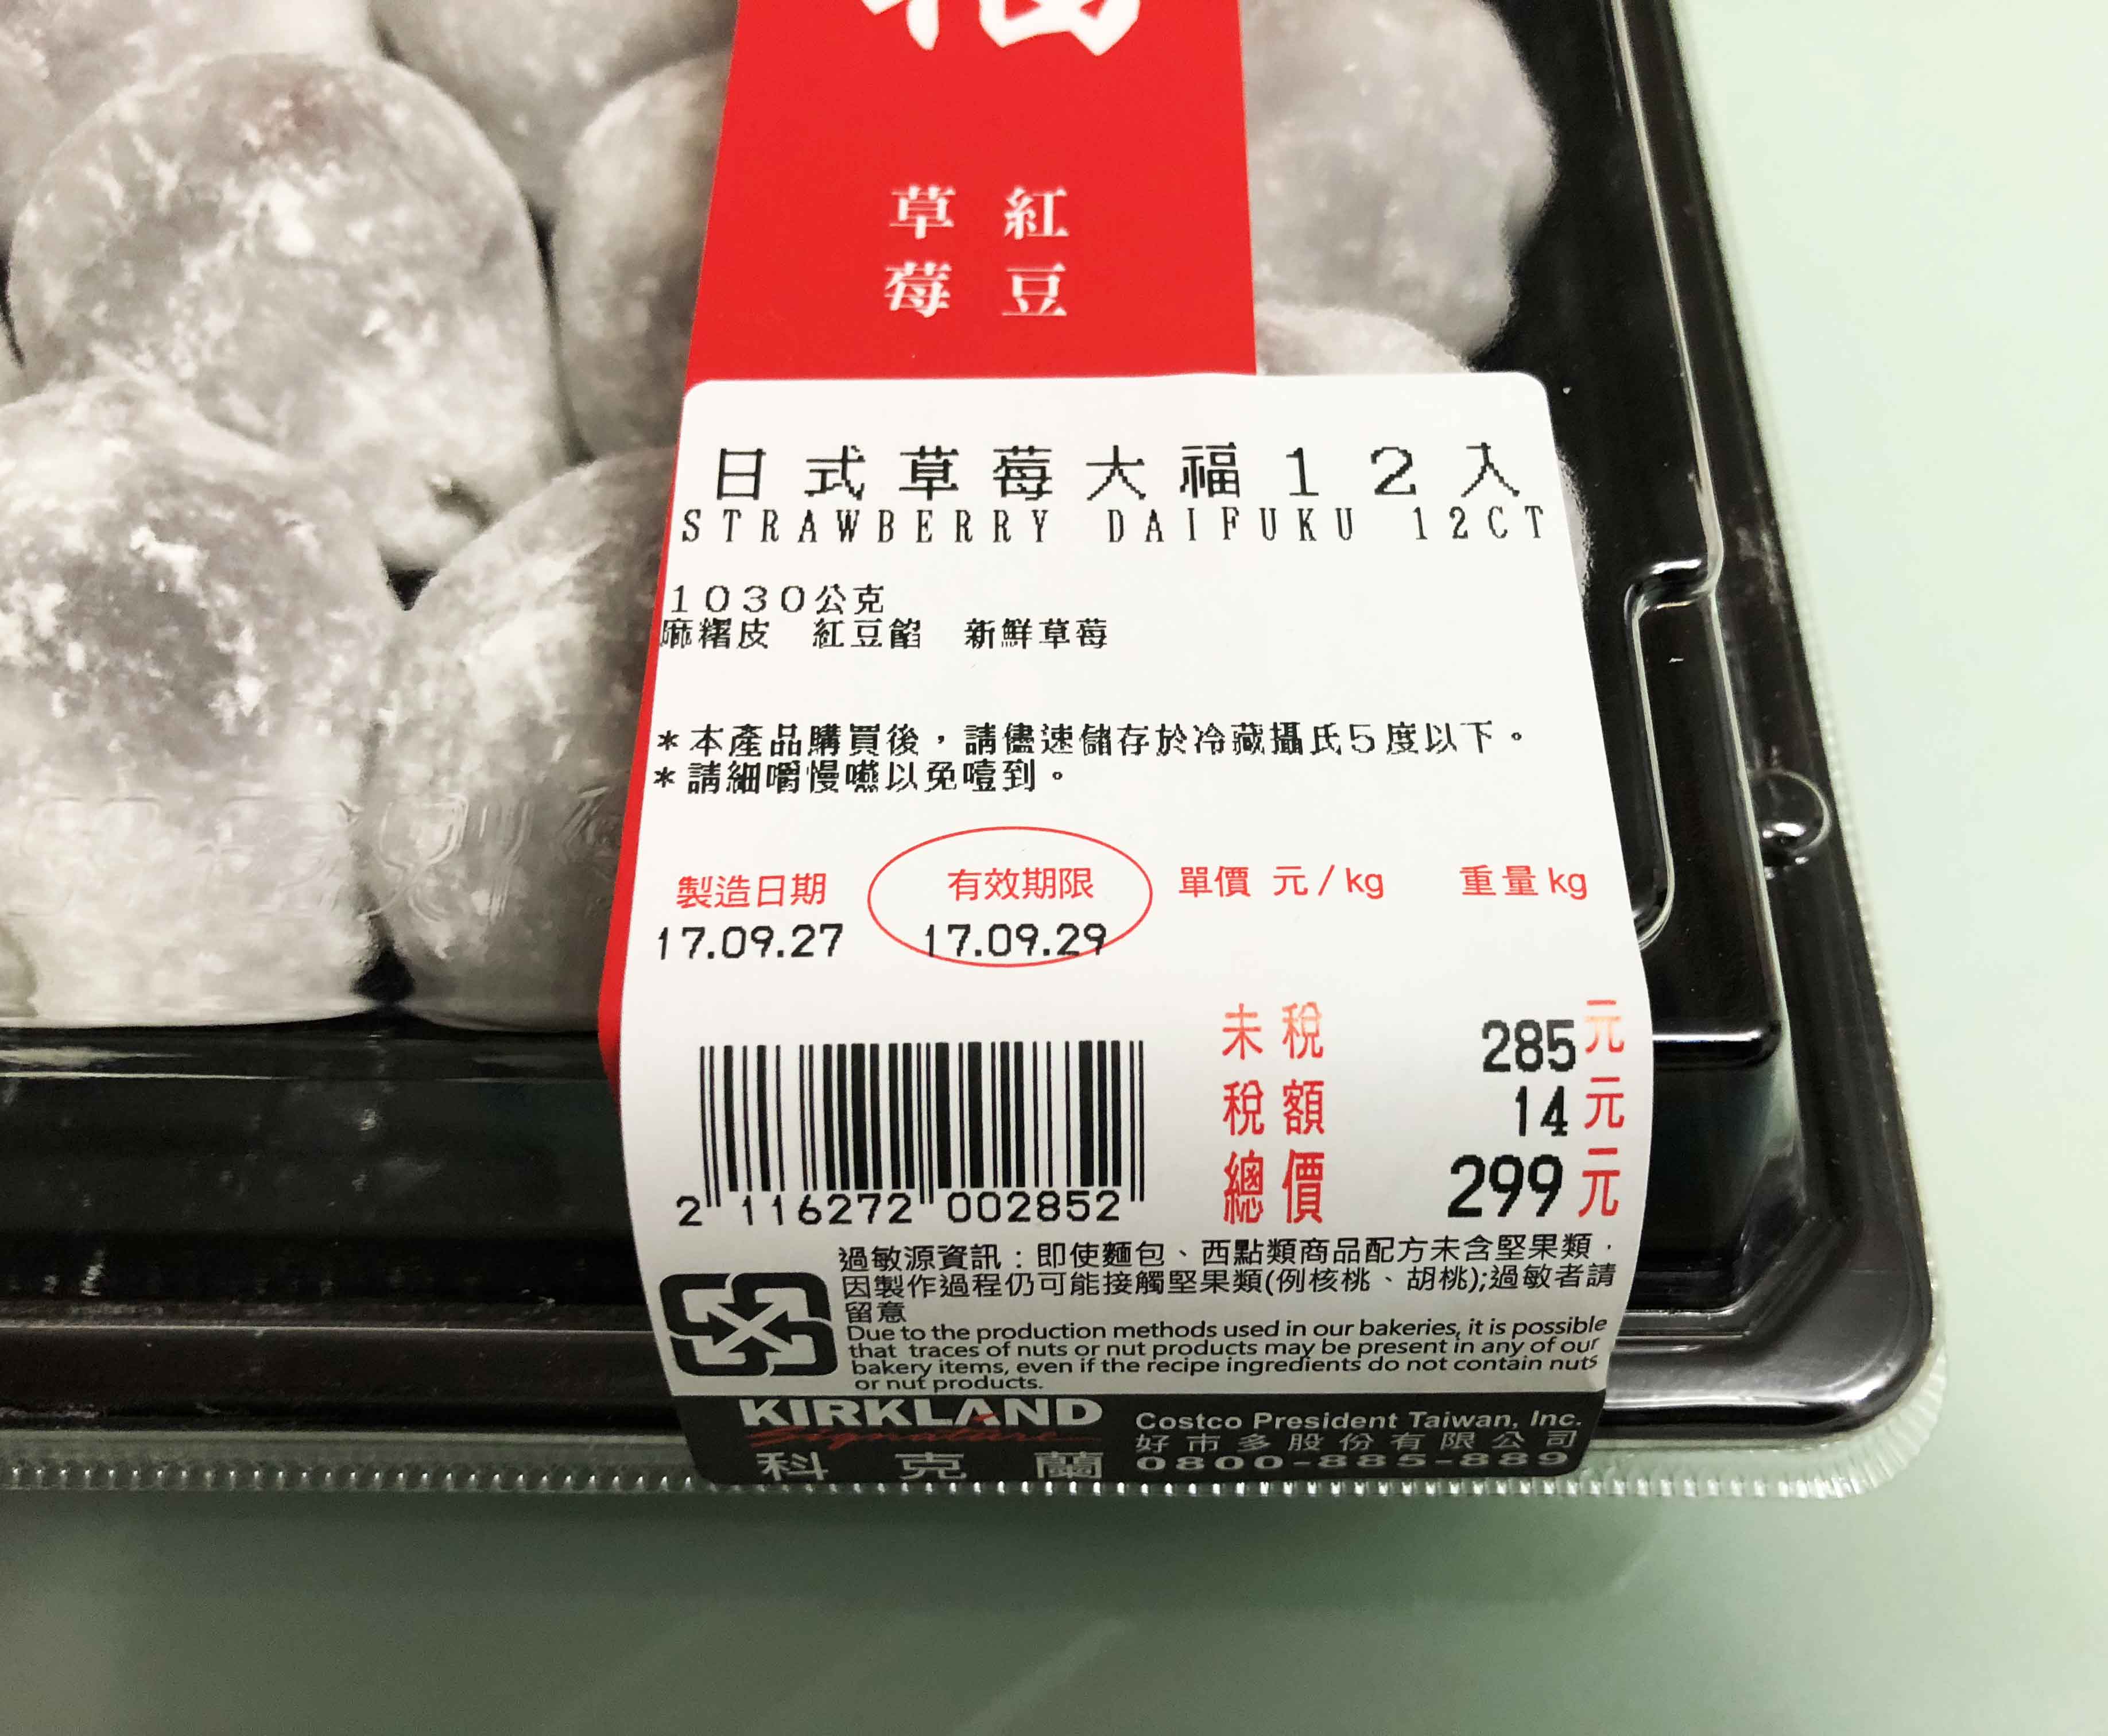 福
紅豆
草莓
日式草莓大福12入
STRAWBERRY DAIFUKU 12CT
1030公克
麻糬皮 紅豆餡 新鮮草莓
*本產品購買後,請儘速儲存於冷藏攝氏5度以下。
*請細嚼慢嚥以免噎到。
製造日期 有效期限 單價 元/kg 重量kg
17.09.27 17.09.29
未稅 285元
稅額 14元
總價 299元
2 116272 002852
過敏源資訊:即使麵包、西點類商品配方未含堅果類,
因製作過程仍可能接觸堅果類(例核桃、胡桃);過敏者請
留意
Due to the production methods used in our bakeries, it is possible
that traces of nuts or nut products may be present in any of our
bakery items, even if the recipe ingredients do not contain nuts
or nut products.
KIRKLAND
Signature
科克蘭
Costco President Taiwan, Inc.
好市多股份有限公司
0800-885-889